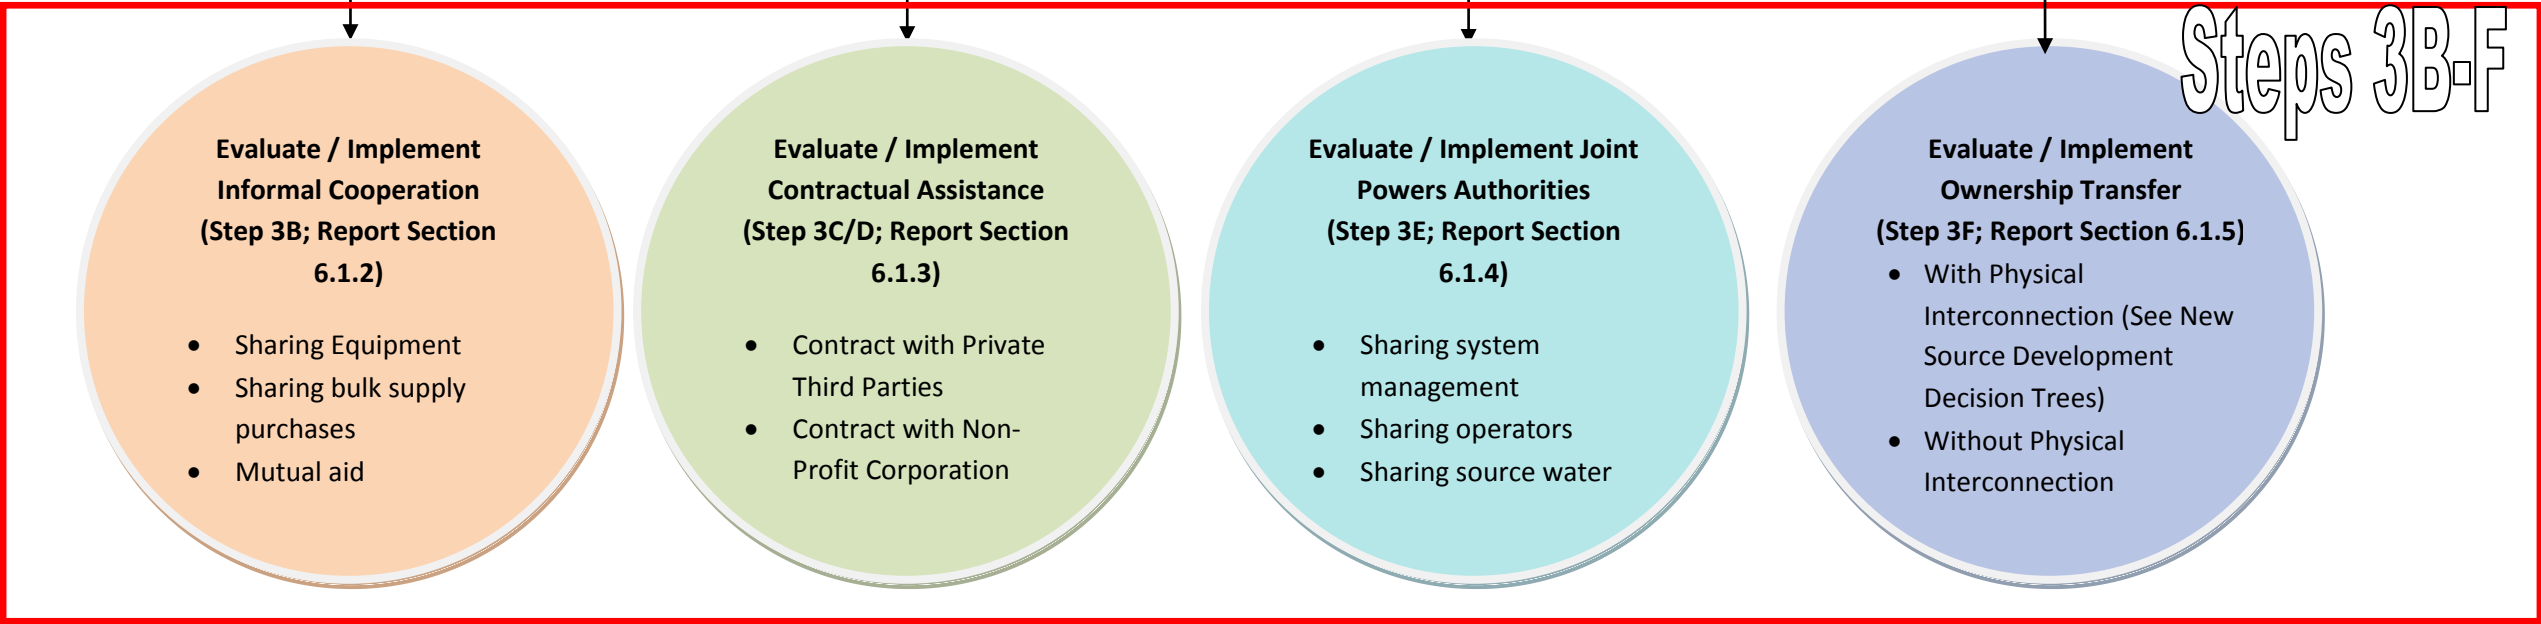 Steps 3B-F
Evaluate / Implement
Informal Cooperation
(Step 3B; Report Section
6.1.2)
• Sharing Equipment
• Sharing bulk supply
purchases
• Mutual aid
Evaluate / Implement
Contractual Assistance
(Step 3C/D; Report Section
6.1.3)
• Contract with Private
Third Parties
• Contract with Non-
Profit Corporation
Evaluate / Implement Joint
Powers Authorities
(Step 3E; Report Section
6.1.4)
• Sharing system
management
• Sharing operators
• Sharing source water
Evaluate / Implement
Ownership Transfer
(Step 3F; Report Section 6.1.5)
• With Physical
Interconnection (See New
Source Development
Decision Trees)
• Without Physical
Interconnection